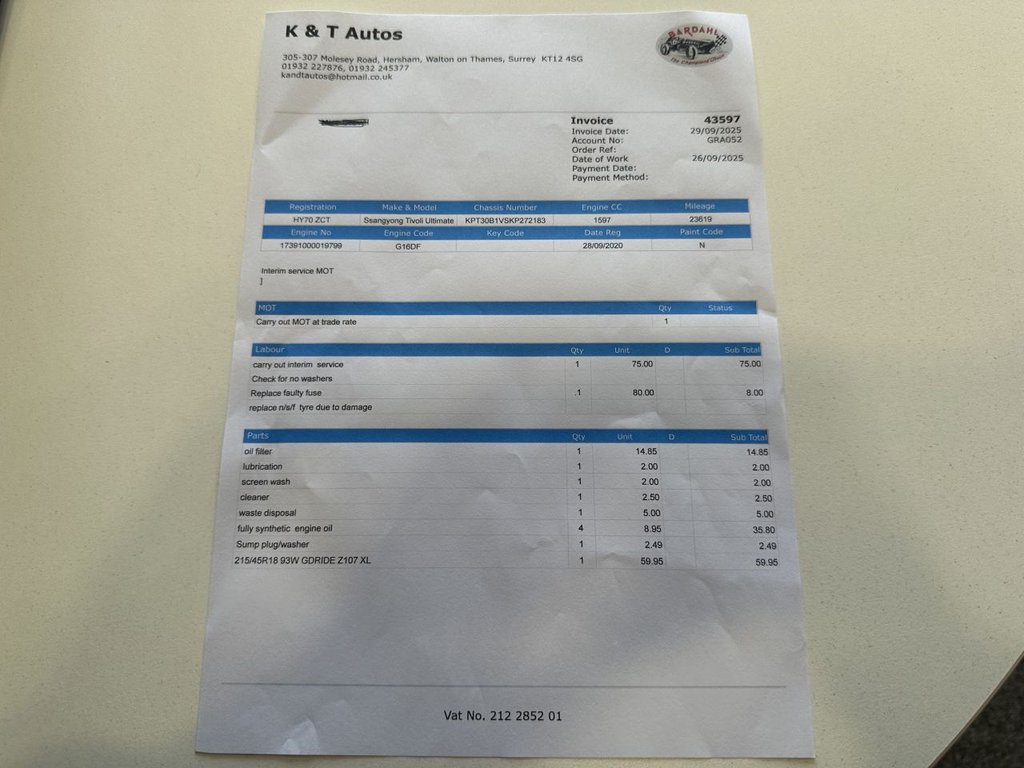 K & T Autos
BARDAHL
305-307 Molesey Road, Hersham, Walton on Thames, Surrey KT12 4SG
01932 227876, 01932 245377
kandtautos@hotmail.co.uk
Invoice 43597
Invoice Date: 29/09/2025
Account No: GRA052
Order Ref:
Date of Work 26/09/2025
Payment Date:
Payment Method:
Registration Make & Model Chassis Number Engine CC Mileage
HY70 ZCT Ssangyong Tivoli Ultimate KPT30B1VSKP272183 1597 23619
Engine No Engine Code Key Code Date Reg Paint Code
17391000019799 G16DF 28/09/2020 N
Interim service MOT
]
MOT Qty Status
Carry out MOT at trade rate 1
Labour Qty Unit D Sub Total
carry out interim service 1 75.00 75.00
Check for no washers
Replace faulty fuse .1 80.00 8.00
replace n/s/f tyre due to damage
Parts Qty Unit D Sub Total
oil filter 1 14.85 14.85
lubrication 1 2.00 2.00
screen wash 1 2.00 2.00
cleaner 1 2.50 2.50
waste disposal 1 5.00 5.00
fully synthetic engine oil 4 8.95 35.80
Sump plug/washer 1 2.49 2.49
215/45R18 93W GDRIDE Z107 XL 1 59.95 59.95
Vat No. 212 2852 01